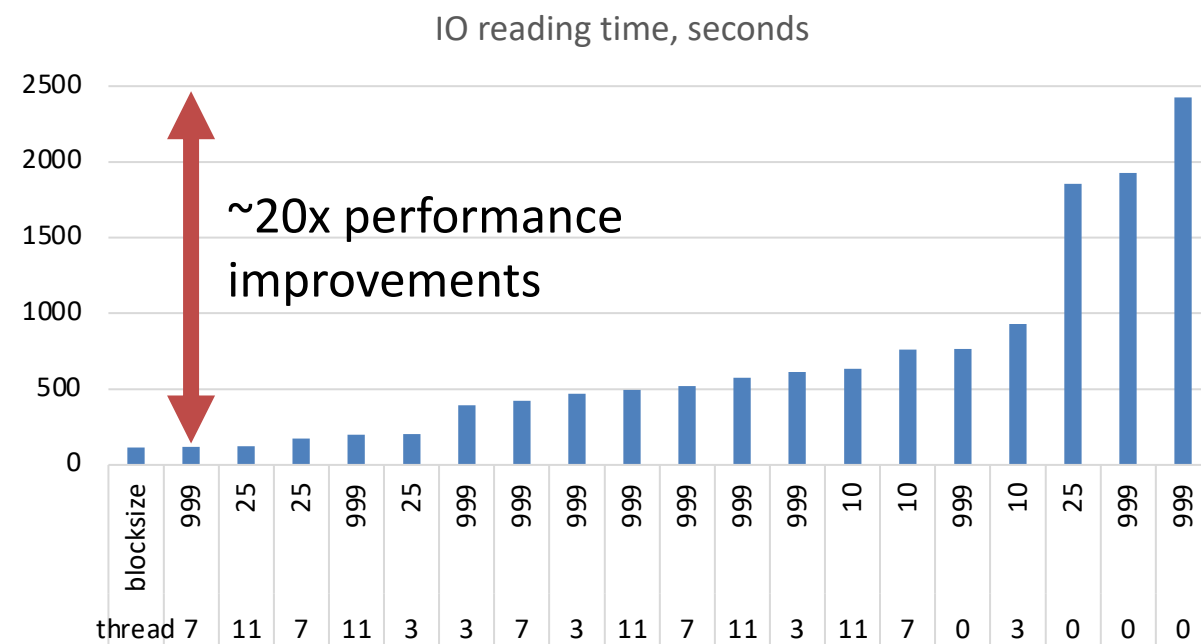 IO reading time, seconds
2500
2000
1500
1000
500
0
~20x performance
improvements
blocksize 999 25 25 999 25 999 999 999 999 999 999 999 10 10 999 10 25 999 999
thread 7 11 7 11 3 3 7 3 11 7 11 3 11 7 0 3 0 0 0